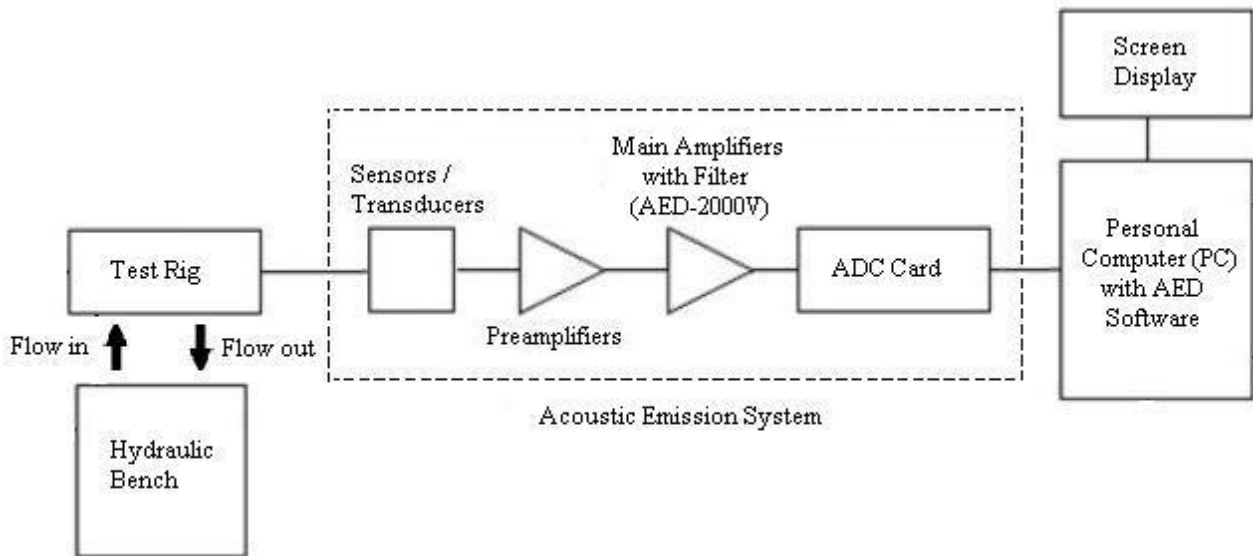 Screen
Display
Main Amplifiers
with Filter
(AED-2000V)
Sensors /
Transducers
Test Rig
ADC Card
Personal
Computer (PC)
with AED
Software
Preamplifiers
Flow in
Flow out
Acoustic Emission System
Hydraulic
Bench